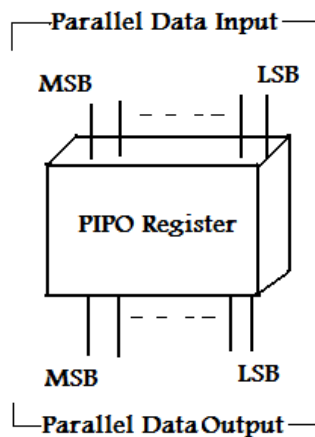 Parallel Data Input
MSB LSB
PIPO Register
MSB LSB
Parallel Data Output